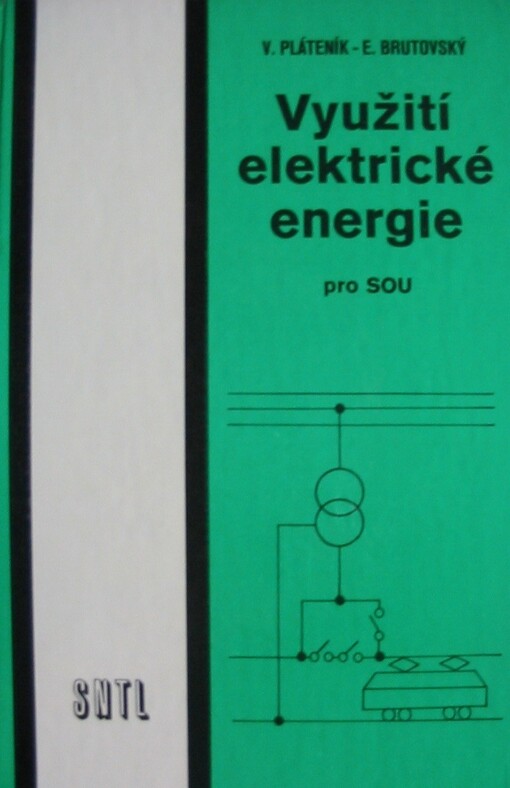 V. PLÁTENÍK - E. BRUTOVSKÝ
Využití
elektrické
energie
pro SOU
SNTL